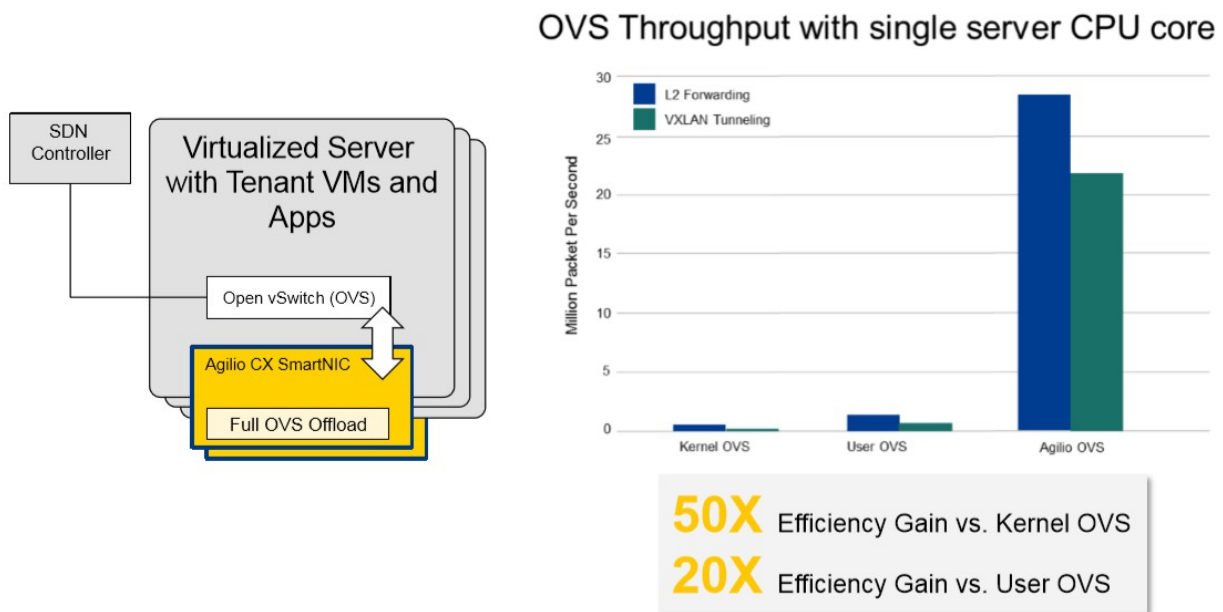 OVS Throughput with single server CPU core
SDN
Controller
Virtualized Server
with Tenant VMs and
Apps
Open vSwitch (OVS)
Agilio CX SmartNIC
Full OVS Offload
Million Packet Per Second
30
25
20
15
10
5
0
L2 Forwarding
VXLAN Tunneling
Kernel OVS
User OVS
Agilio OVS
50X Efficiency Gain vs. Kernel OVS
20X Efficiency Gain vs. User OVS